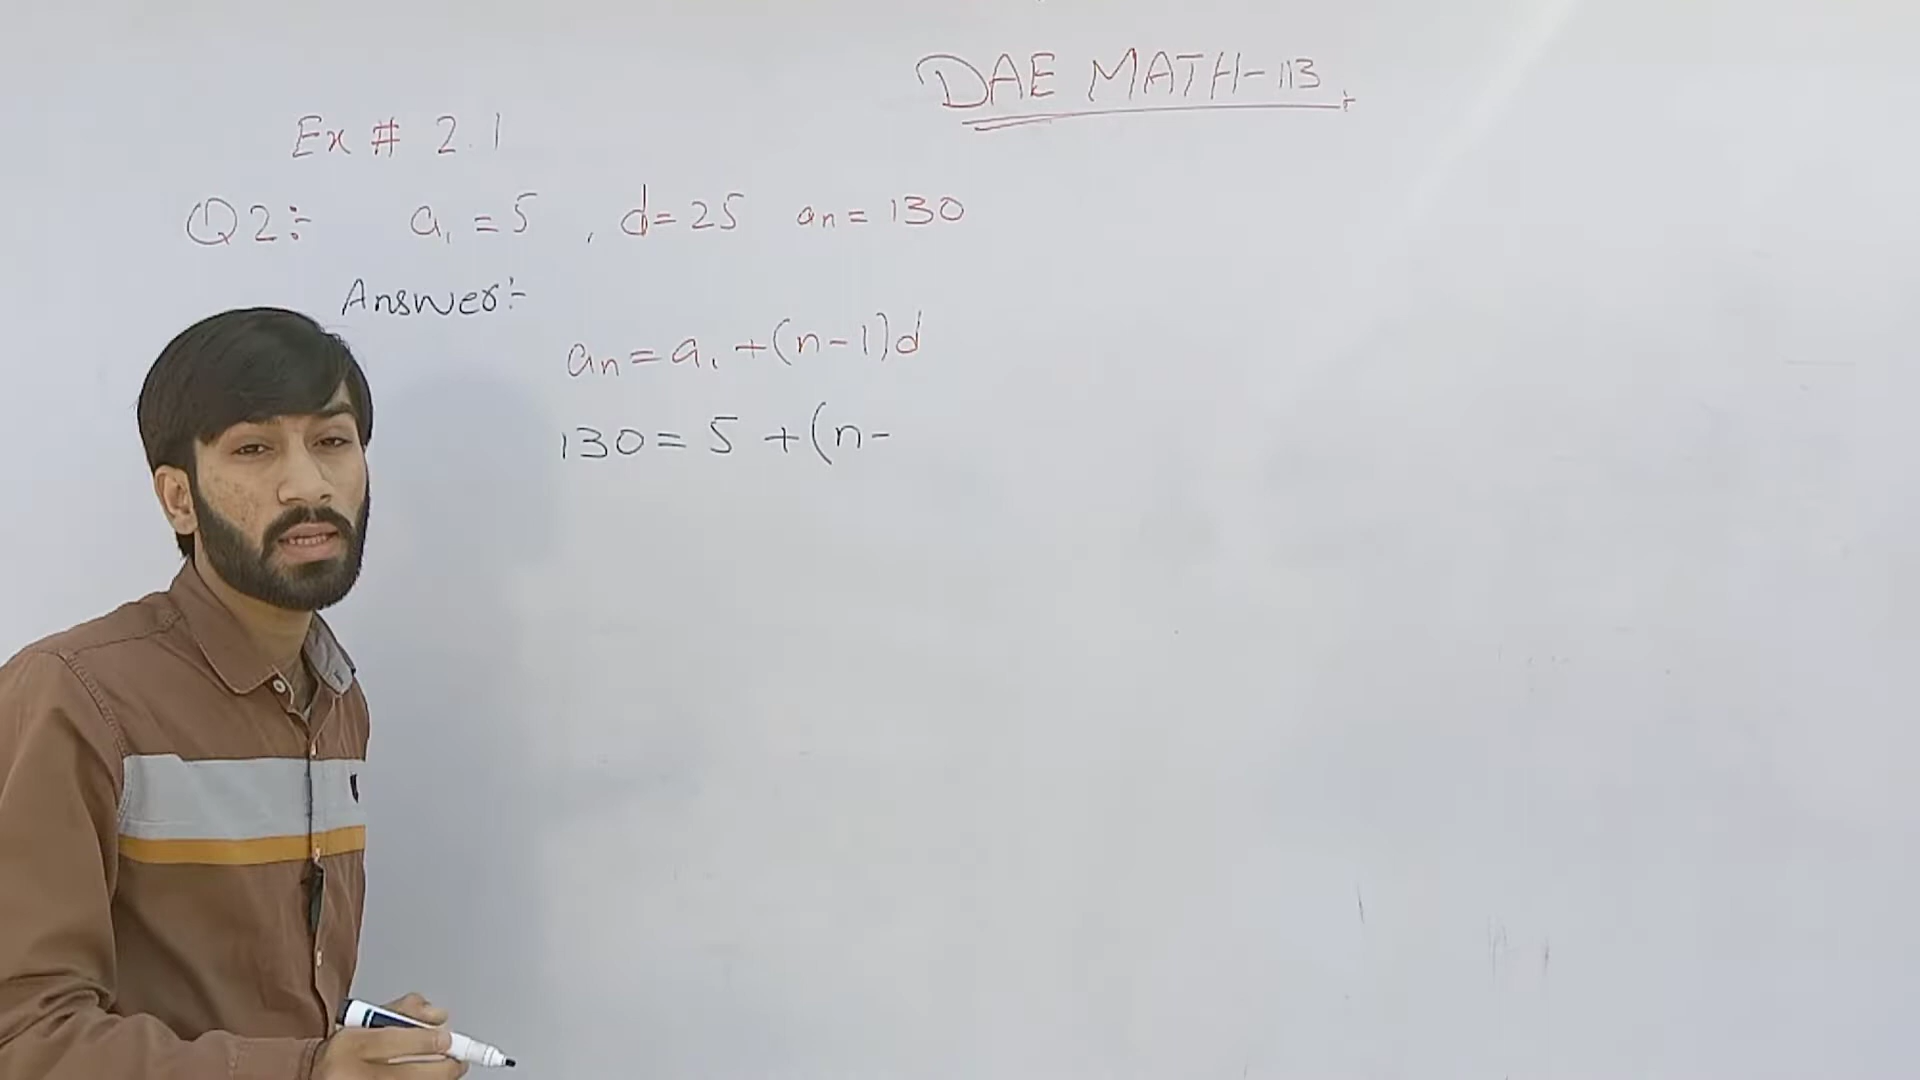 DAE MATH-113
Ex # 2.1
Q2:- a₁ = 5 , d = 25 an = 130
Answer:-
an = a₁ + (n-1)d
130 = 5 + (n-